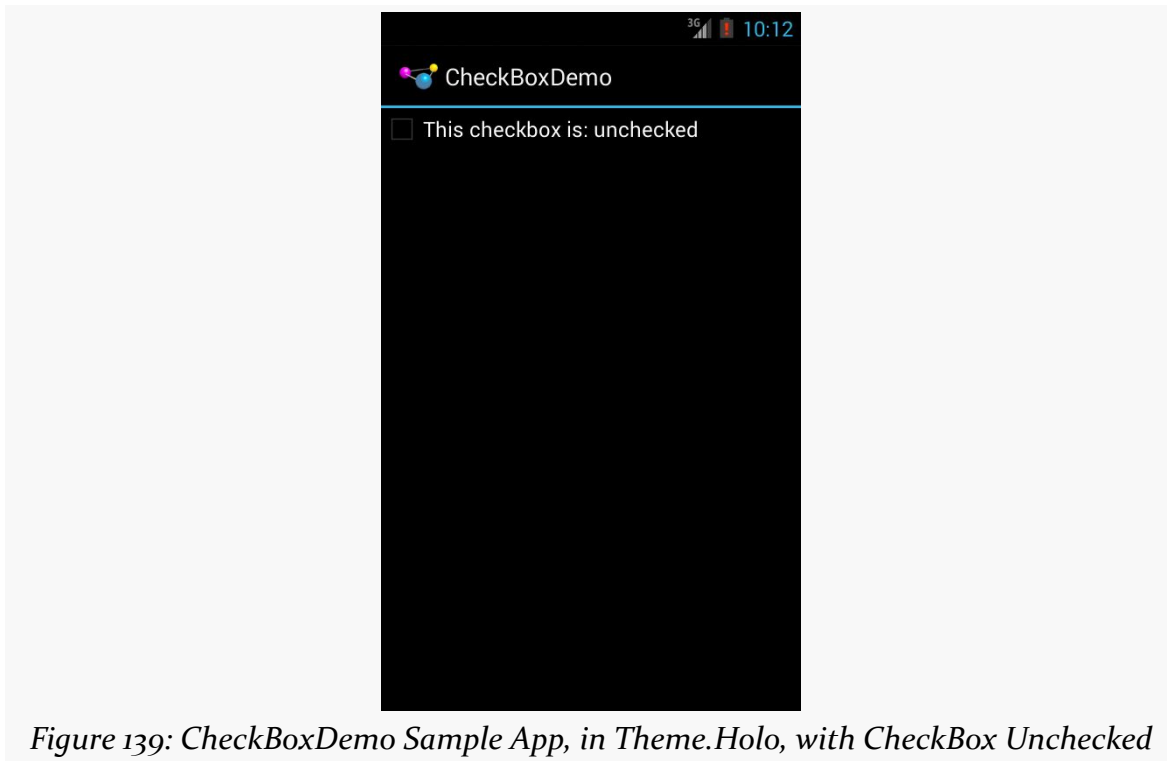 3G 10:12
CheckBoxDemo
This checkbox is: unchecked
Figure 139: CheckBoxDemo Sample App, in Theme.Holo, with CheckBox Unchecked